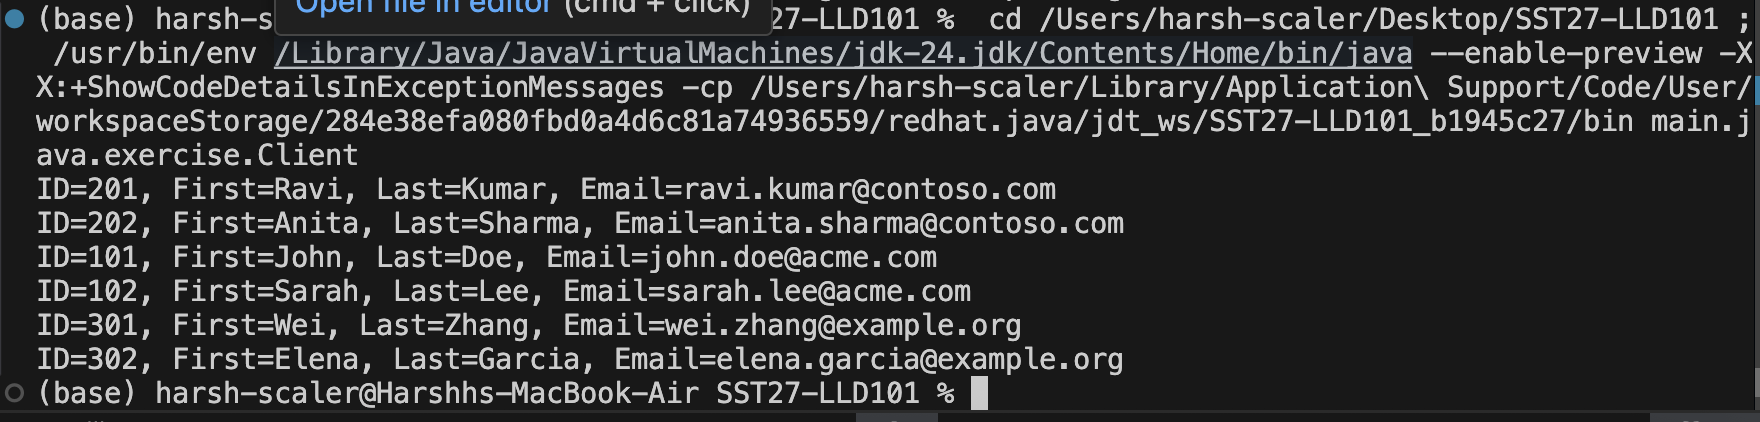 Open file in editor (cmd + click)
(base) harsh-s 27-LLD101 %  cd /Users/harsh-scaler/Desktop/SST27-LLD101 ;
/usr/bin/env /Library/Java/JavaVirtualMachines/jdk-24.jdk/Contents/Home/bin/java --enable-preview -X
X:+ShowCodeDetailsInExceptionMessages -cp /Users/harsh-scaler/Library/Application\ Support/Code/User/
workspaceStorage/284e38efa080fbd0a4d6c81a74936559/redhat.java/jdt_ws/SST27-LLD101_b1945c27/bin main.j
ava.exercise.Client
ID=201, First=Ravi, Last=Kumar, Email=ravi.kumar@contoso.com
ID=202, First=Anita, Last=Sharma, Email=anita.sharma@contoso.com
ID=101, First=John, Last=Doe, Email=john.doe@acme.com
ID=102, First=Sarah, Last=Lee, Email=sarah.lee@acme.com
ID=301, First=Wei, Last=Zhang, Email=wei.zhang@example.org
ID=302, First=Elena, Last=Garcia, Email=elena.garcia@example.org
(base) harsh-scaler@Harshhs-MacBook-Air SST27-LLD101 %